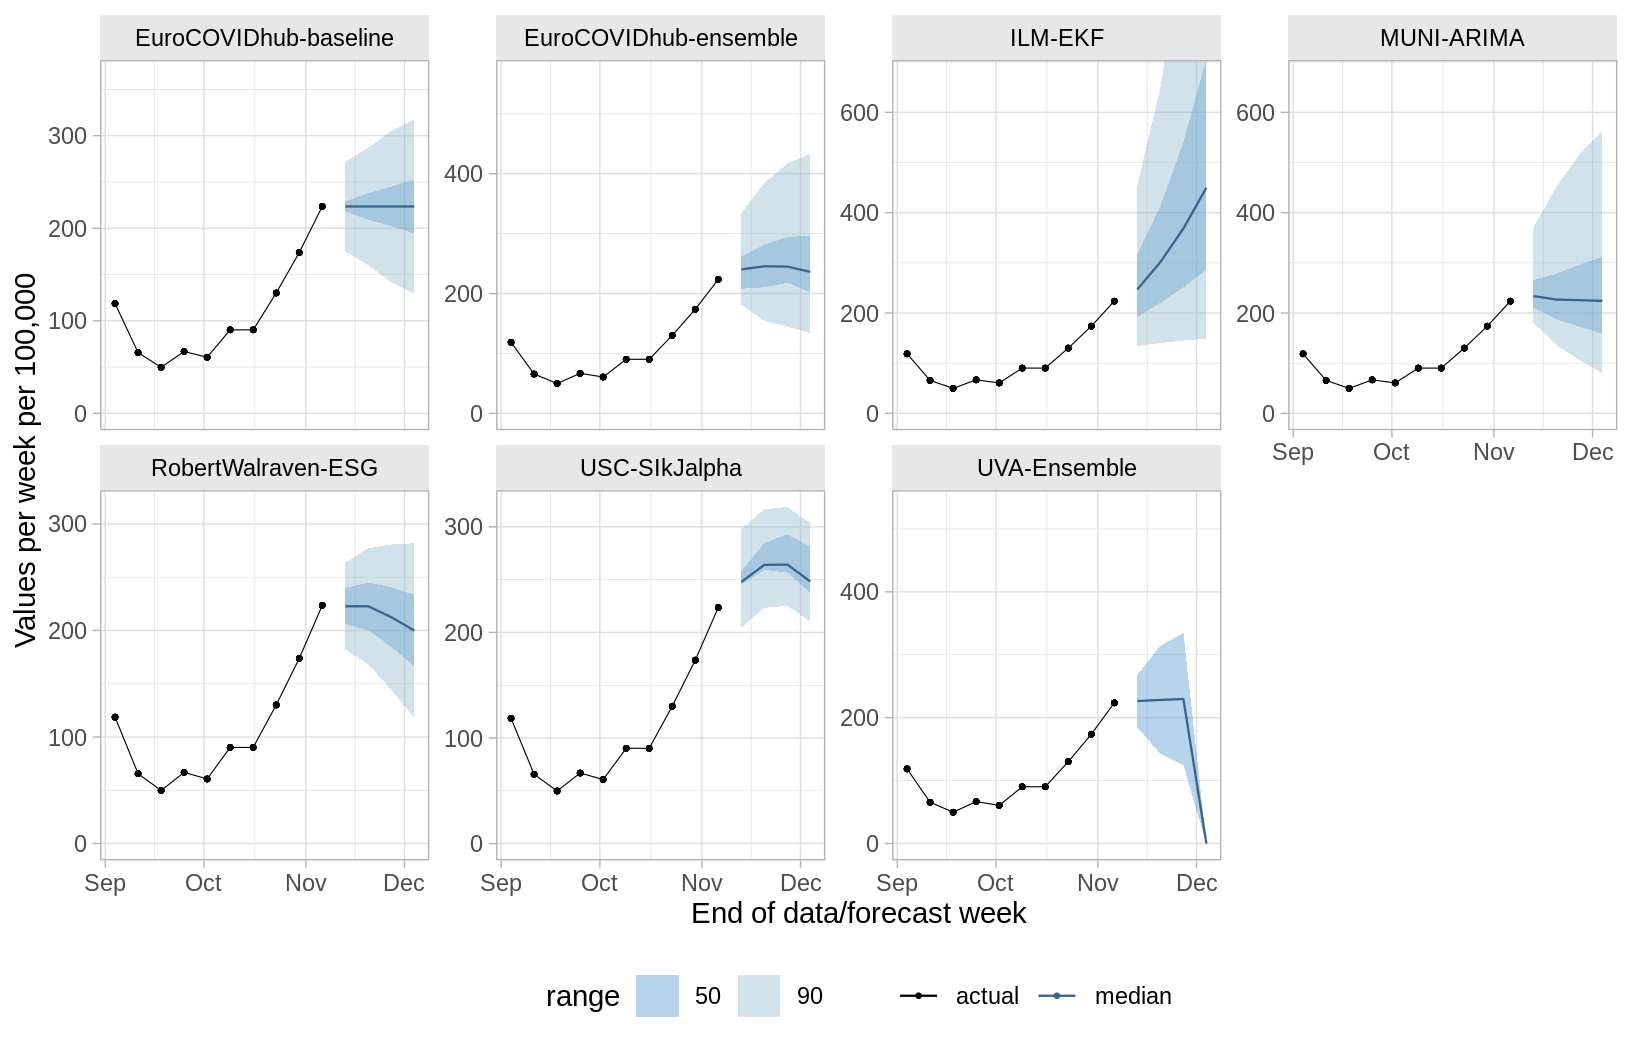 EuroCOVIDhub-baseline
EuroCOVIDhub-ensemble
ILM-EKF
MUNI-ARIMA
300
200
100
0
400
200
0
600
400
200
0
600
400
200
0
Sep Oct Nov Dec
Values per week per 100,000
RobertWalraven-ESG
USC-SIkJalpha
UVA-Ensemble
300
200
100
0
300
200
100
0
400
200
0
Sep Oct Nov Dec
Sep Oct Nov Dec
Sep Oct Nov Dec
End of data/forecast week
range 50 90 actual median